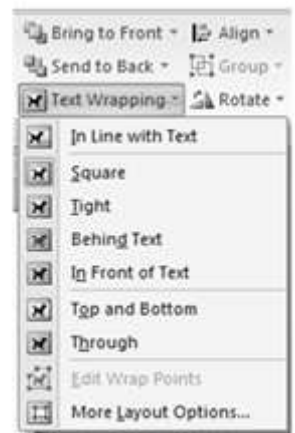 Bring to Front Align
Send to Back Group
Text Wrapping Rotate
In Line with Text
Square
Tight
Behind Text
In Front of Text
Top and Bottom
Through
Edit Wrap Points
More Layout Options...